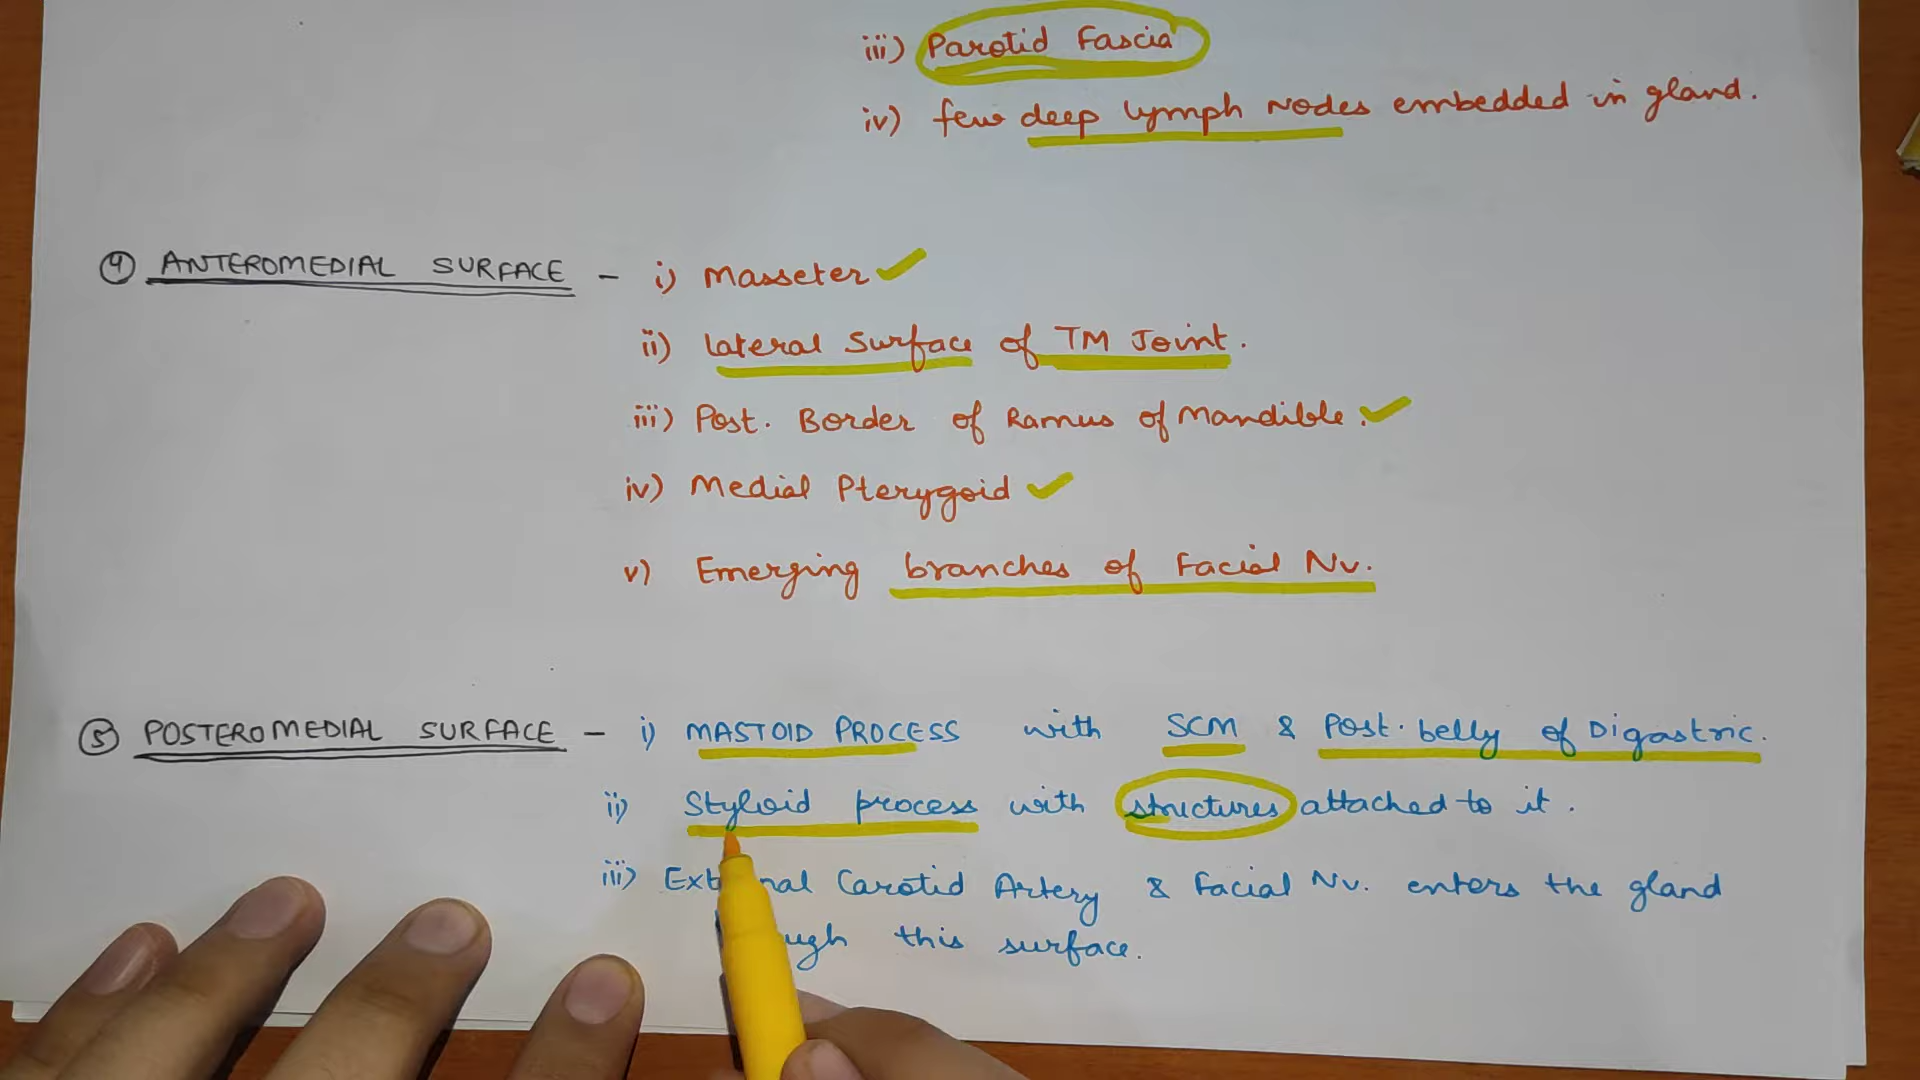 iii) Parotid Fascia
iv) few deep lymph Nodes embedded in gland.
④ ANTEROMEDIAL SURFACE - i) Masseter
ii) Lateral Surface of TM Joint.
iii) Post. Border of Ramus of Mandible.
iv) Medial Pterygoid
v) Emerging branches of Facial Nv.
⑤ POSTEROMEDIAL SURFACE - i) MASTOID PROCESS with SCM & Post. belly of Digastric.
ii) Styloid process with structures attached to it.
iii) Carotid Artery & Facial Nv. enters the gland
this surface.